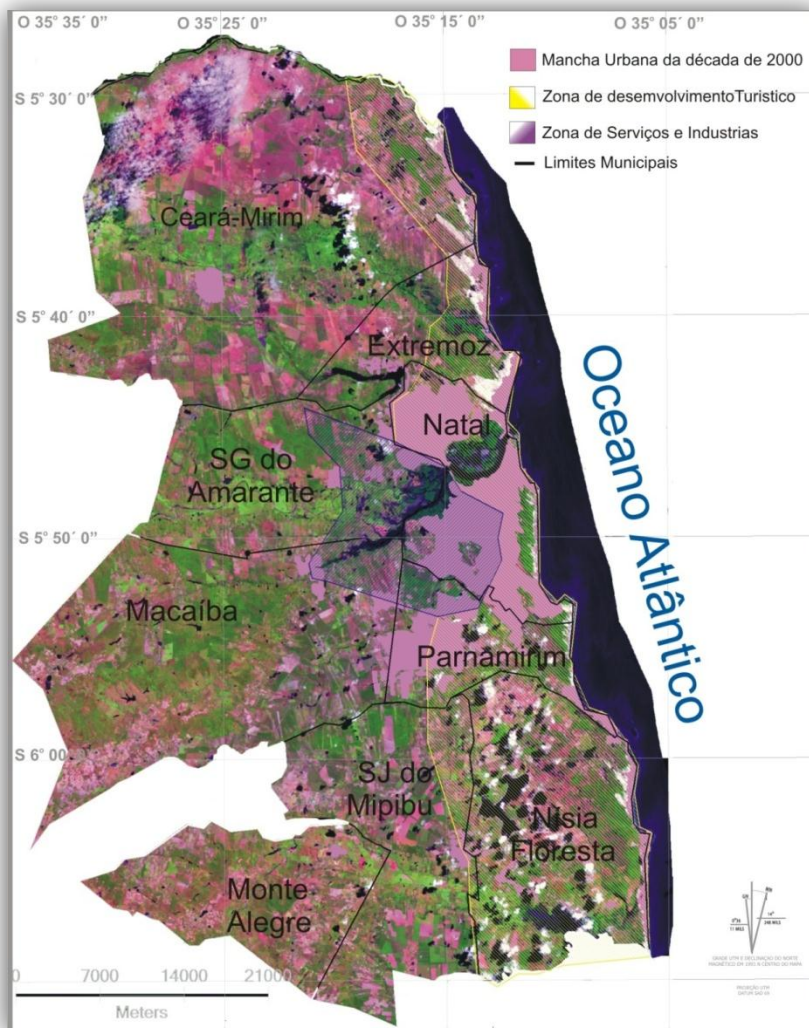 O 35° 35´ 0´´
O 35° 25´ 0´´
O 35° 15´ 0´´
O 35° 05´ 0´´
Mancha Urbana da década de 2000
S 5° 30´ 0´´
Zona de desemvolvimentoTuristico
Zona de Serviços e Industrias
Limites Municipais
Ceará-Mirim
S 5° 40´ 0´´
Extremoz
Oceano Atlântico
Natal
SG do
Amarante
S 5° 50´ 0´´
Macaíba
Parnamirim
S 6° 00
SJ do
Mipibu
Nísia
Floresta
Monte
Alegre
0 7000 14000 21000
Meters